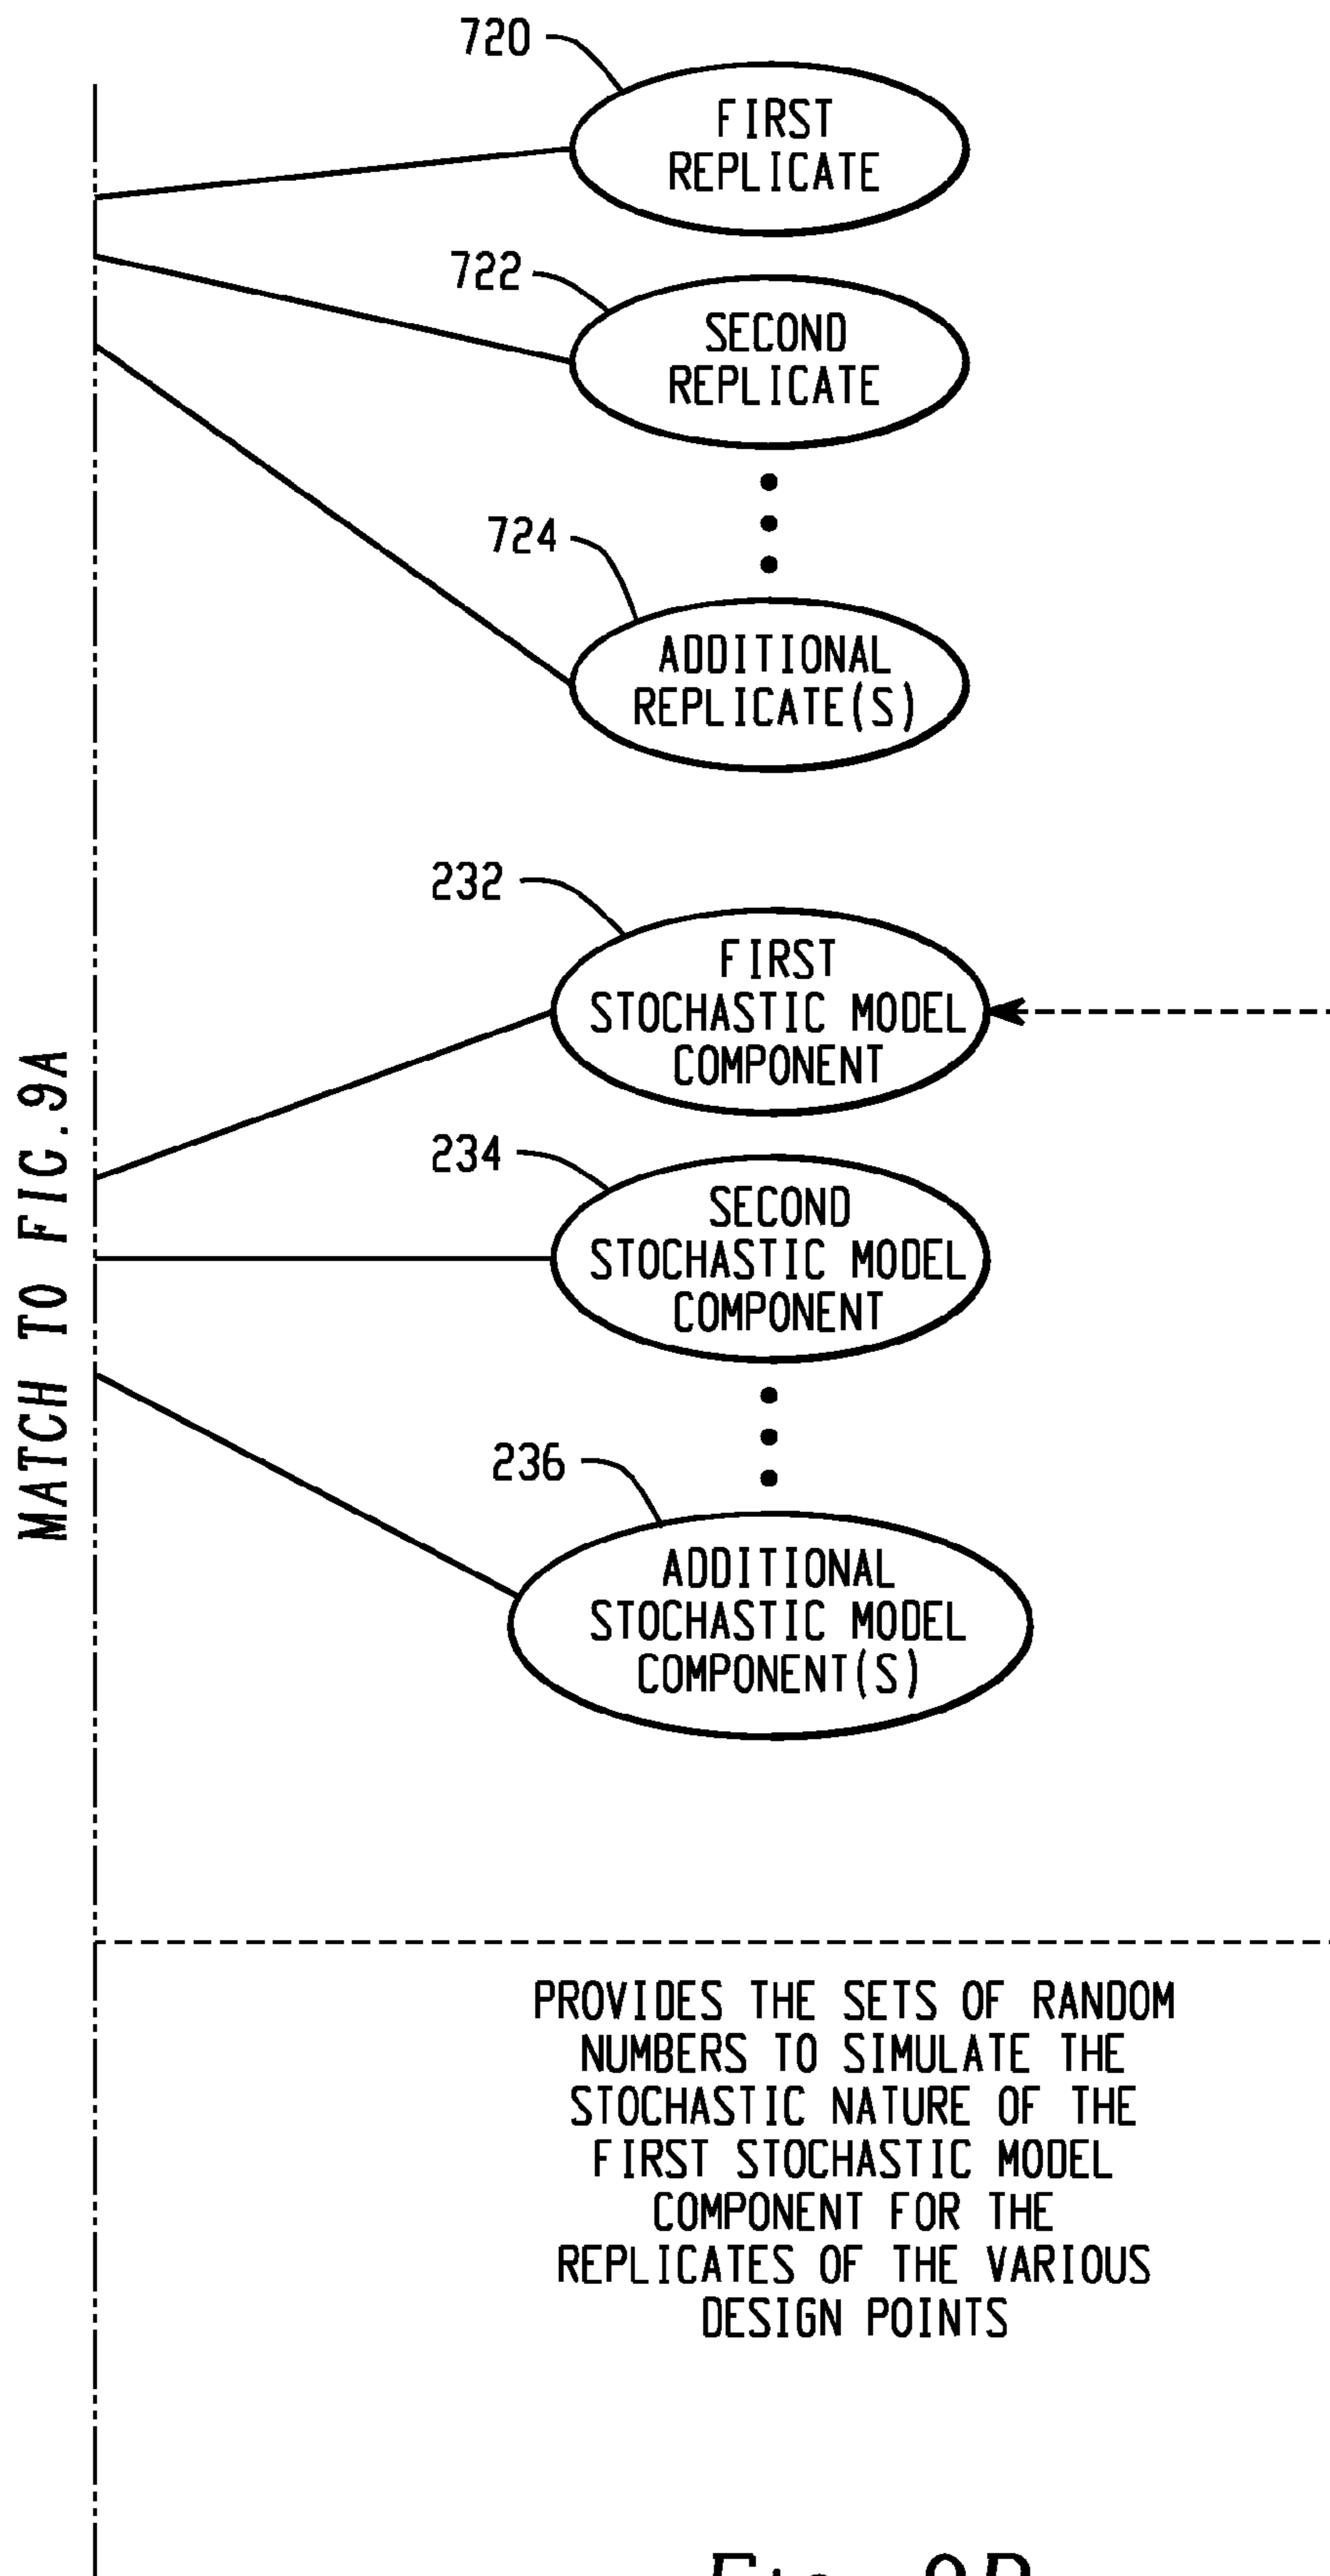 720
FIRST
REPLICATE
722
SECOND
REPLICATE
724
ADDITIONAL
REPLICATE(S)
232
FIRST
STOCHASTIC MODEL
COMPONENT
234
SECOND
STOCHASTIC MODEL
COMPONENT
236
ADDITIONAL
STOCHASTIC MODEL
COMPONENT(S)
MATCH TO FIG.9A
PROVIDES THE SETS OF RANDOM
NUMBERS TO SIMULATE THE
STOCHASTIC NATURE OF THE
FIRST STOCHASTIC MODEL
COMPONENT FOR THE
REPLICATES OF THE VARIOUS
DESIGN POINTS